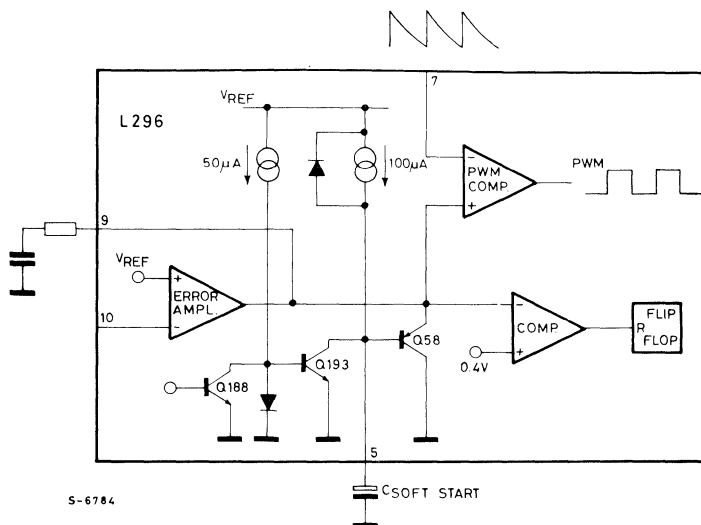 7
VREF
L296
50µA
100µA
PWM
COMP.
-
+
PWM
9
VREF
+
ERROR
AMPL.
-
10
-
COMP.
+
0.4V
FLIP
R
FLOP
Q58
Q193
Q188
5
CSOFT START
S-6784